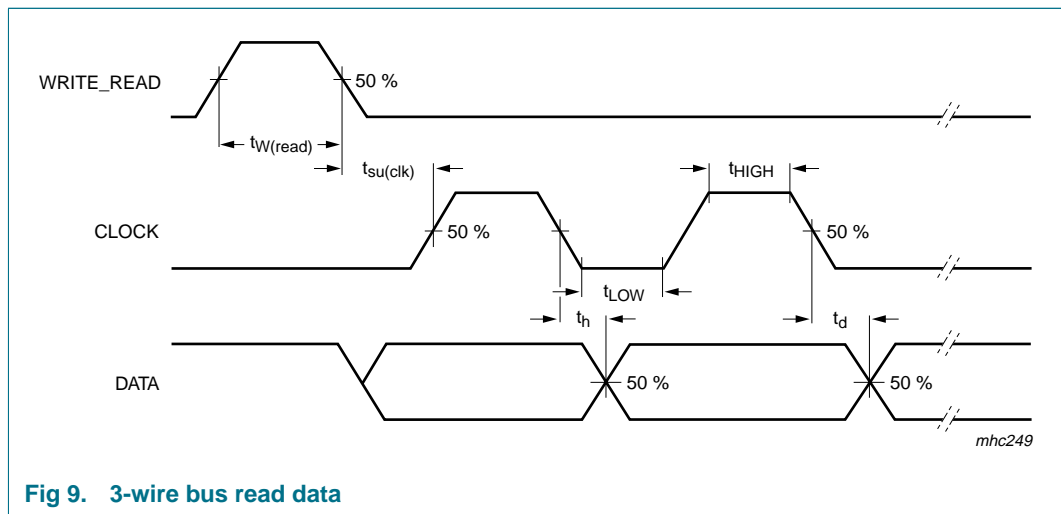 WRITE_READ
50 %
tW(read)
tsu(clk)
tHIGH
CLOCK
50 %
50 %
tLOW
th
td
DATA
50 %
50 %
mhc249
Fig 9. 3-wire bus read data